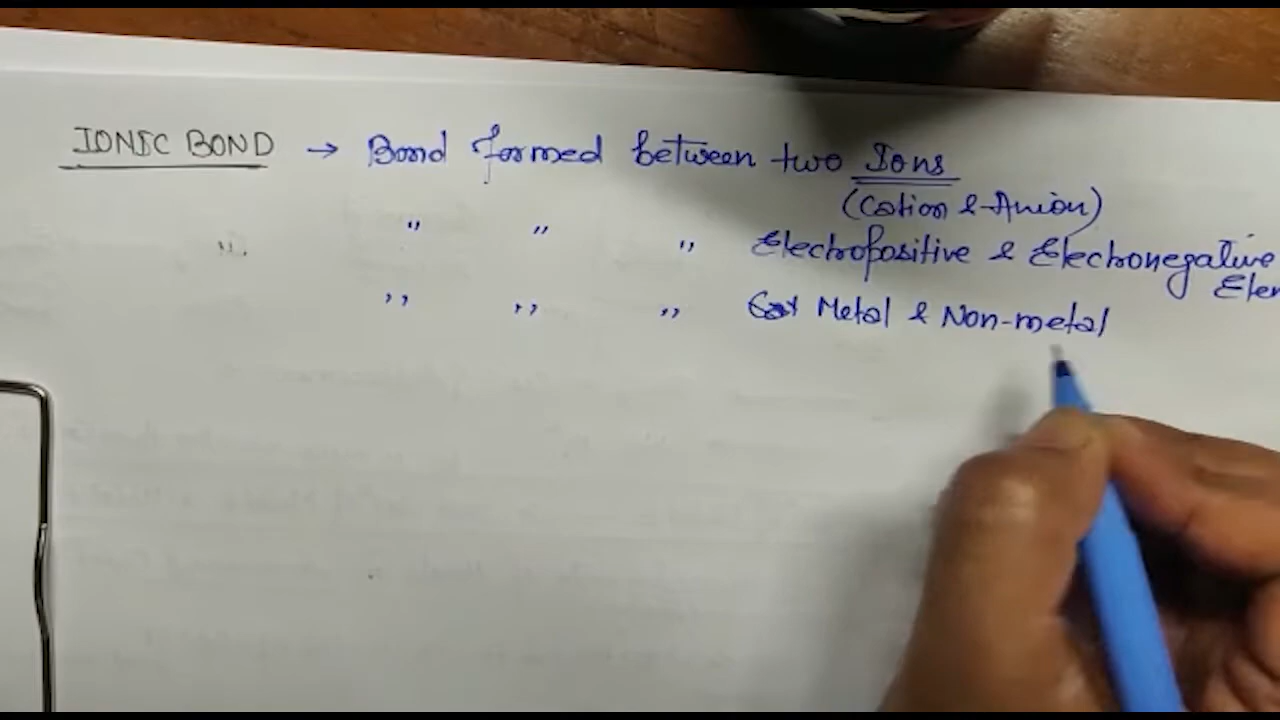 IONIC BOND → Bond formed between two Ions
(Cation & Anion)
" " " Electropositive & Electronegative
Elem
,, ,, ,, Metal & Non-metal